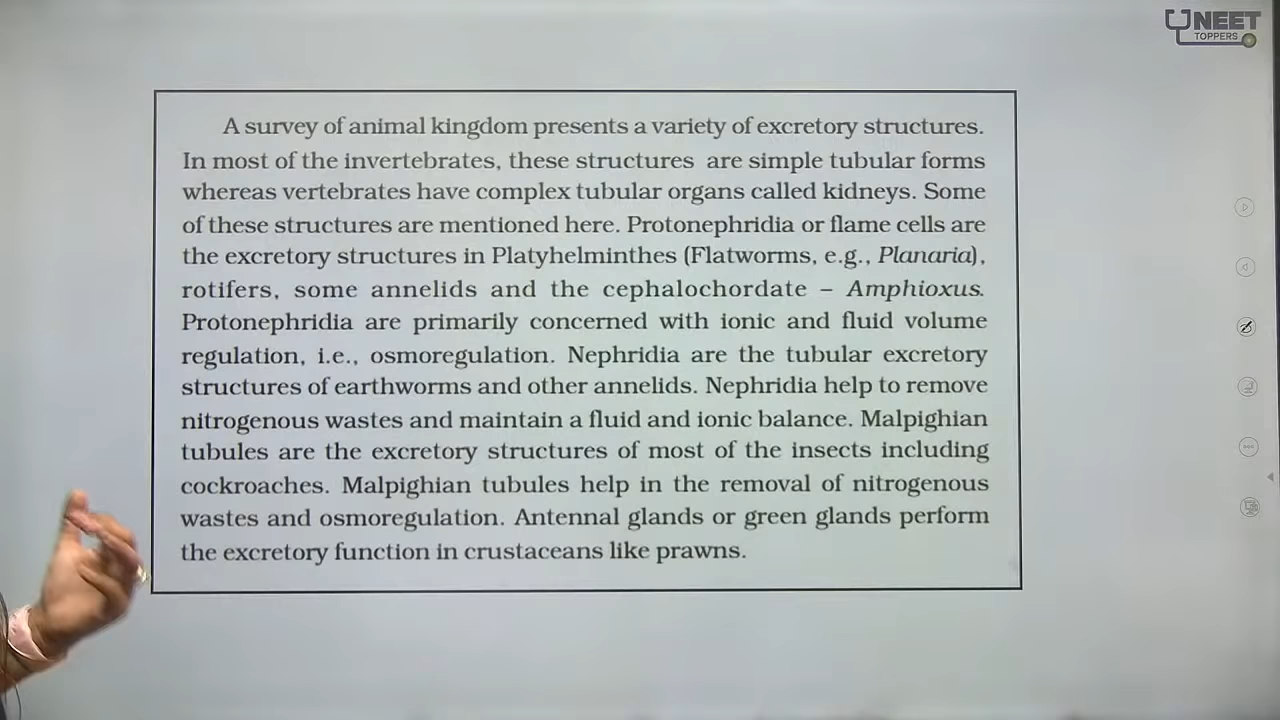 NEET
TOPPERS
A survey of animal kingdom presents a variety of excretory structures.
In most of the invertebrates, these structures are simple tubular forms
whereas vertebrates have complex tubular organs called kidneys. Some
of these structures are mentioned here. Protonephridia or flame cells are
the excretory structures in Platyhelminthes (Flatworms, e.g., Planaria),
rotifers, some annelids and the cephalochordate – Amphioxus.
Protonephridia are primarily concerned with ionic and fluid volume
regulation, i.e., osmoregulation. Nephridia are the tubular excretory
structures of earthworms and other annelids. Nephridia help to remove
nitrogenous wastes and maintain a fluid and ionic balance. Malpighian
tubules are the excretory structures of most of the insects including
cockroaches. Malpighian tubules help in the removal of nitrogenous
wastes and osmoregulation. Antennal glands or green glands perform
the excretory function in crustaceans like prawns.